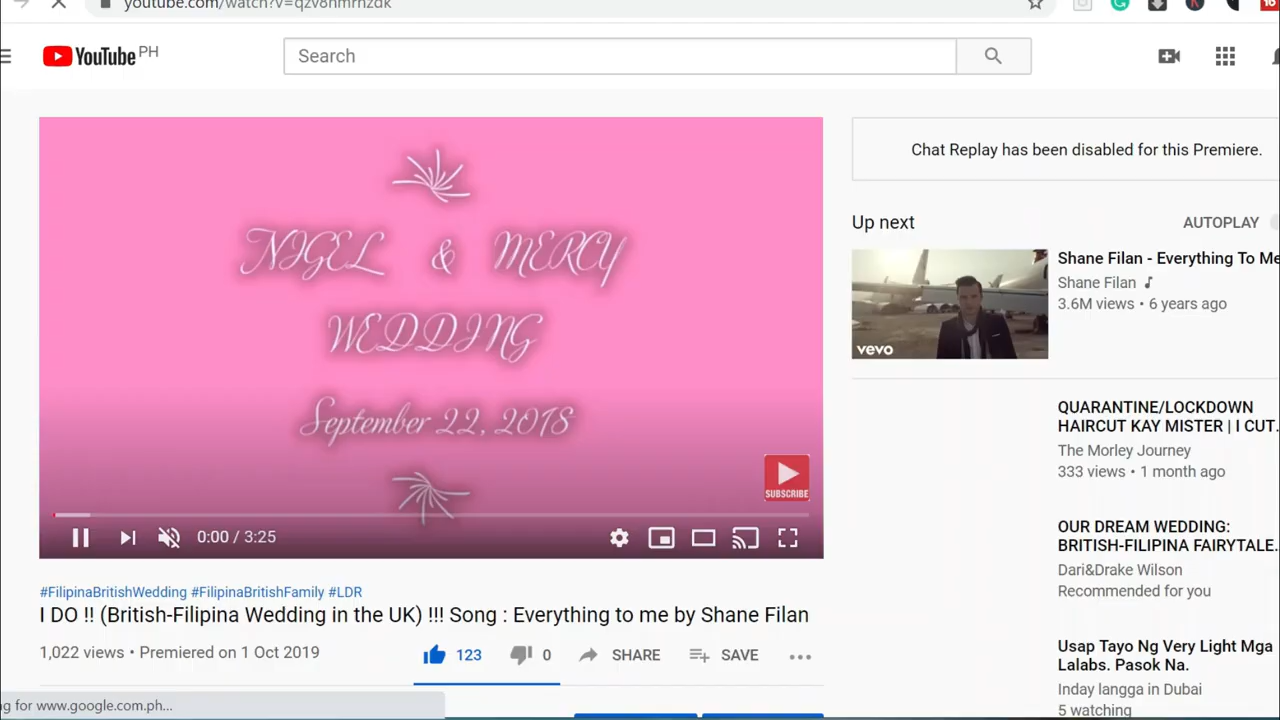 youtube.com/watch?v=qzv8hmrhzdk
YouTube PH
Search
NIGEL & MERCY
WEDDING
September 22, 2018
SUBSCRIBE
0:00 / 3:25
Chat Replay has been disabled for this Premiere.
Up next
AUTOPLAY
vevo
Shane Filan - Everything To Me
Shane Filan
3.6M views • 6 years ago
QUARANTINE/LOCKDOWN
HAIRCUT KAY MISTER | I CUT
The Morley Journey
333 views • 1 month ago
OUR DREAM WEDDING:
BRITISH-FILIPINA FAIRYTALE
Dari&Drake Wilson
Recommended for you
Usap Tayo Ng Very Light Mga
Lalabs. Pasok Na.
Inday langga in Dubai
5 watching
#FilipinaBritishWedding #FilipinaBritishFamily #LDR
I DO !! (British-Filipina Wedding in the UK) !!! Song : Everything to me by Shane Filan
1,022 views • Premiered on 1 Oct 2019
123
0
SHARE
SAVE
g for www.google.com.ph...